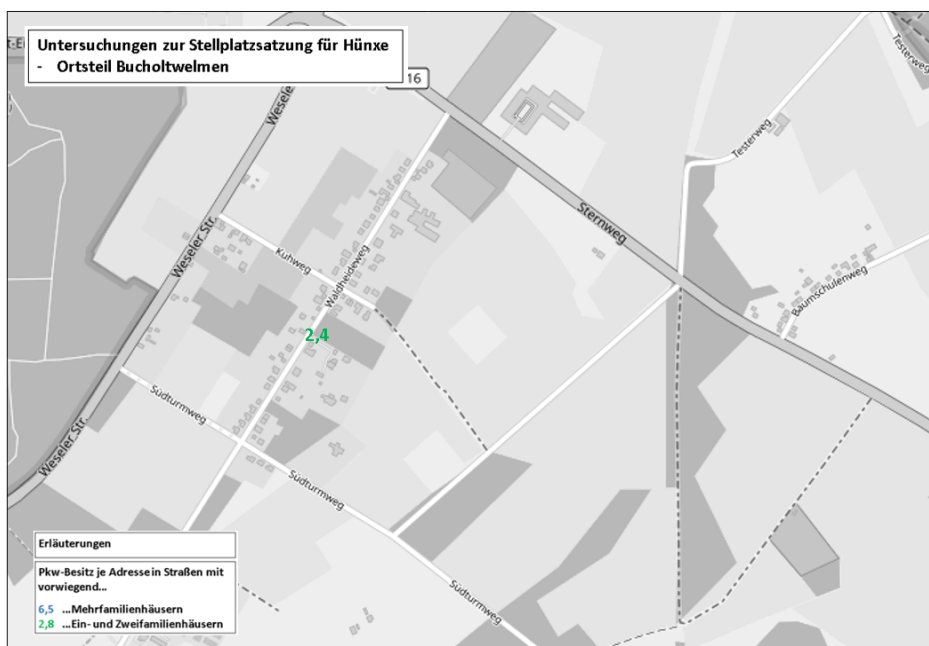 Untersuchungen zur Stellplatzsatzung für Hünxe
- Ortsteil Bucholtwelmen
16
Testerweg
Weseler Str.
Testerweg
Sternweg
Weseler Str.
Kuhweg
Waldheideweg
Baumschulenweg
2,4
Südturmweg
Weseler Str.
Südturmweg
Südturmweg
Erläuterungen
Pkw-Besitz je Adresse in Straßen mit
vorwiegend...
6,5 ...Mehrfamilienhäusern
2,8 ...Ein- und Zweifamilienhäusern